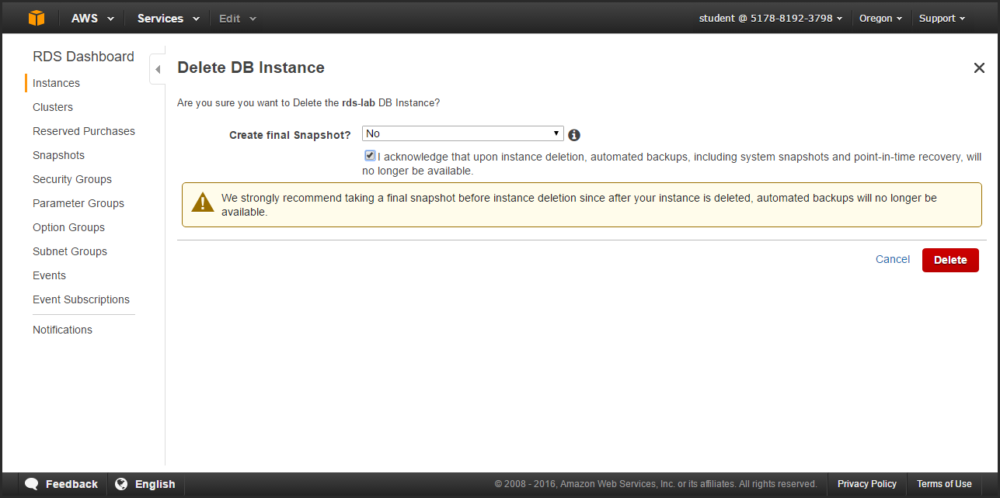 AWS Services Edit student @ 5178-8192-3798 Oregon Support
RDS Dashboard
Instances
Clusters
Reserved Purchases
Snapshots
Security Groups
Parameter Groups
Option Groups
Subnet Groups
Events
Event Subscriptions
Notifications
Delete DB Instance
Are you sure you want to Delete the rds-lab DB Instance?
Create final Snapshot? No
I acknowledge that upon instance deletion, automated backups, including system snapshots and point-in-time recovery, will
no longer be available.
We strongly recommend taking a final snapshot before instance deletion since after your instance is deleted, automated backups will no longer be
available.
Cancel Delete
Feedback English © 2008 - 2016, Amazon Web Services, Inc. or its affiliates. All rights reserved. Privacy Policy Terms of Use